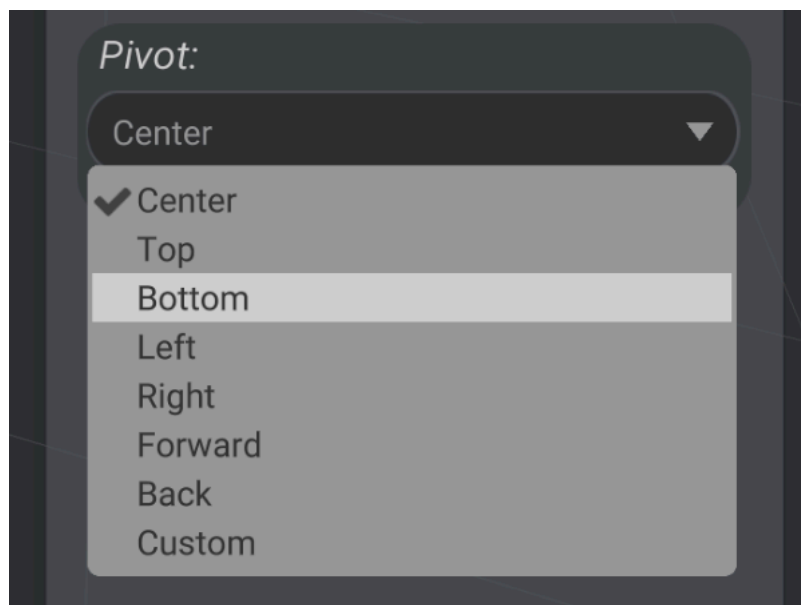 Pivot:
Center
Center
Top
Bottom
Left
Right
Forward
Back
Custom